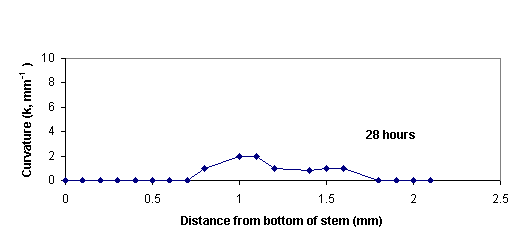 10
8
6
4
2
0
Curvature (k, mm⁻¹ )
28 hours
0 0.5 1 1.5 2 2.5
Distance from bottom of stem (mm)